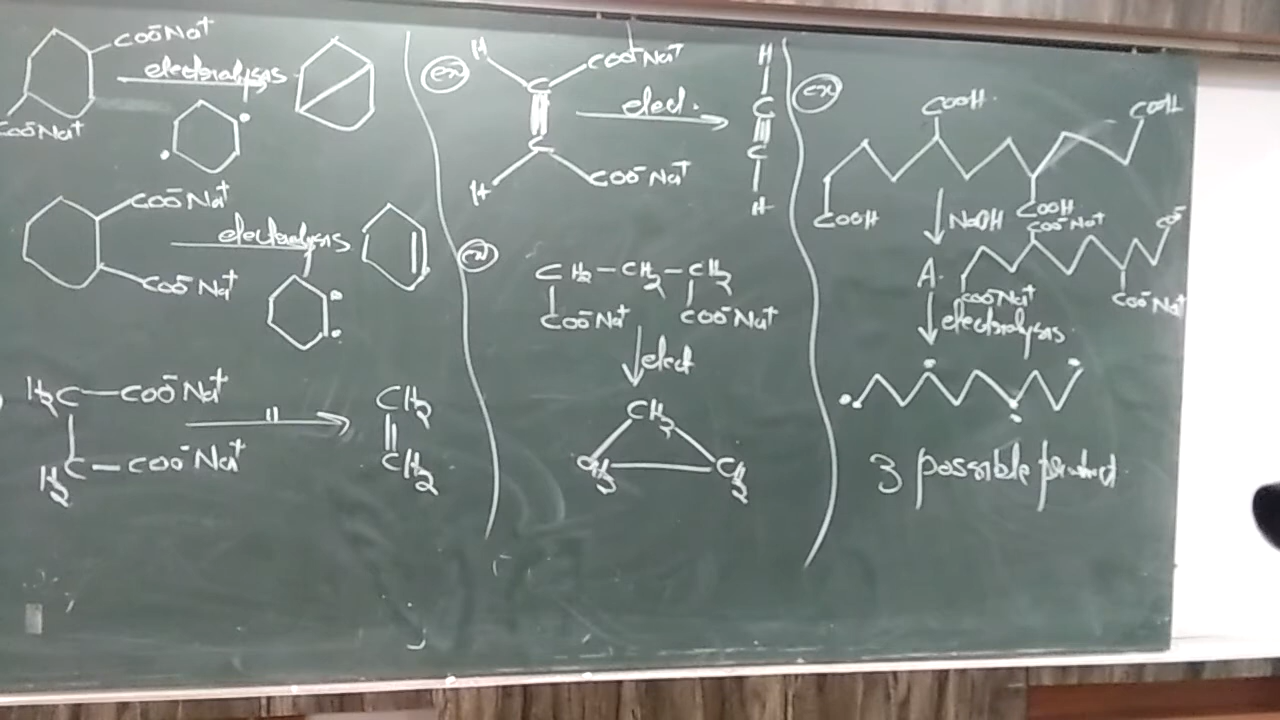 COO⁻Na⁺
electrolysis
COO⁻Na⁺
COO⁻Na⁺
electrolysis
COO⁻Na⁺
H₂C—COO⁻Na⁺
H₂C—COO⁻Na⁺
"
CH₂
||
CH₂
ex
H
COO⁻Na⁺
C
elect.
C
H
COO⁻Na⁺
H
C
C
H
ex
CH₂—CH₂—CH₂
COO⁻Na⁺ COO⁻Na⁺
elect
CH₂
CH₂ CH₂
ex
COOH
COOH
COOH
COOH
NaOH
A.
COO⁻Na⁺
COO⁻
COO⁻Na⁺
COO⁻Na⁺
electrolysis
3 possible product